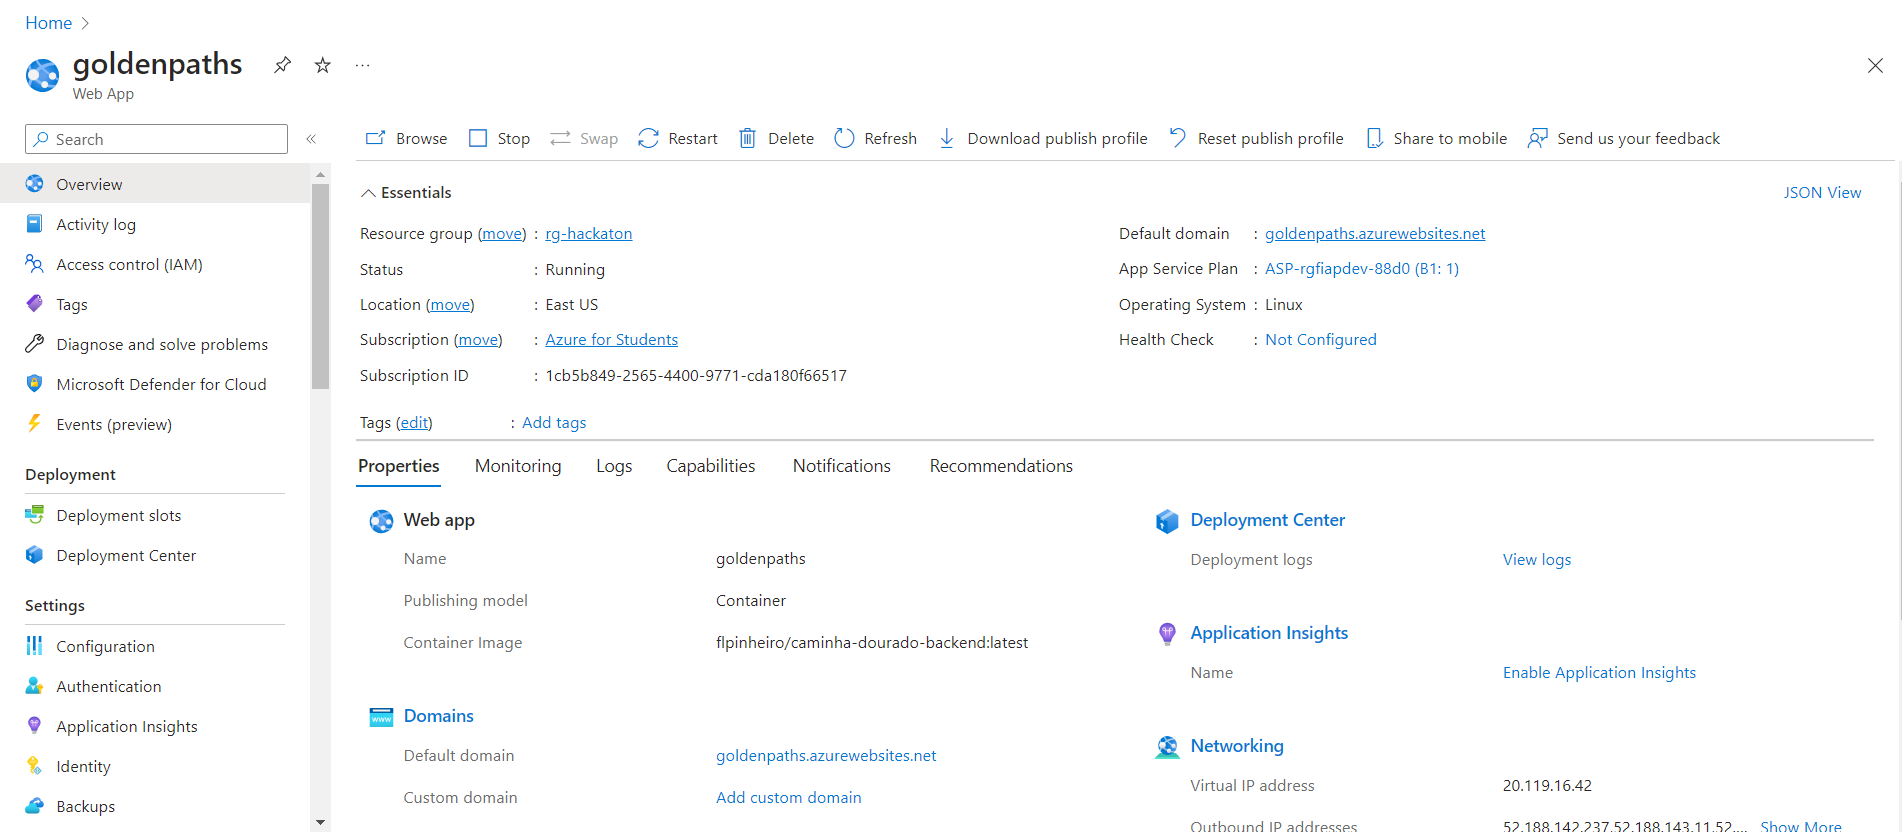 Home
goldenpaths
Web App
Search
Overview
Activity log
Access control (IAM)
Tags
Diagnose and solve problems
Microsoft Defender for Cloud
Events (preview)
Deployment
Deployment slots
Deployment Center
Settings
Configuration
Authentication
Application Insights
Identity
Backups
Browse Stop Swap Restart Delete Refresh Download publish profile Reset publish profile Share to mobile Send us your feedback
Essentials JSON View
Resource group (move) : rg-hackaton
Status : Running
Location (move) : East US
Subscription (move) : Azure for Students
Subscription ID : 1cb5b849-2565-4400-9771-cda180f66517
Default domain : goldenpaths.azurewebsites.net
App Service Plan : ASP-rgfiapdev-88d0 (B1: 1)
Operating System : Linux
Health Check : Not Configured
Tags (edit) : Add tags
Properties Monitoring Logs Capabilities Notifications Recommendations
Web app
Name goldenpaths
Publishing model Container
Container Image flpinheiro/caminha-dourado-backend:latest
Domains
Default domain goldenpaths.azurewebsites.net
Custom domain Add custom domain
Deployment Center
Deployment logs View logs
Application Insights
Name Enable Application Insights
Networking
Virtual IP address 20.119.16.42
Outbound IP addresses 52.188.142.237,52.188.143.11,52.... Show More